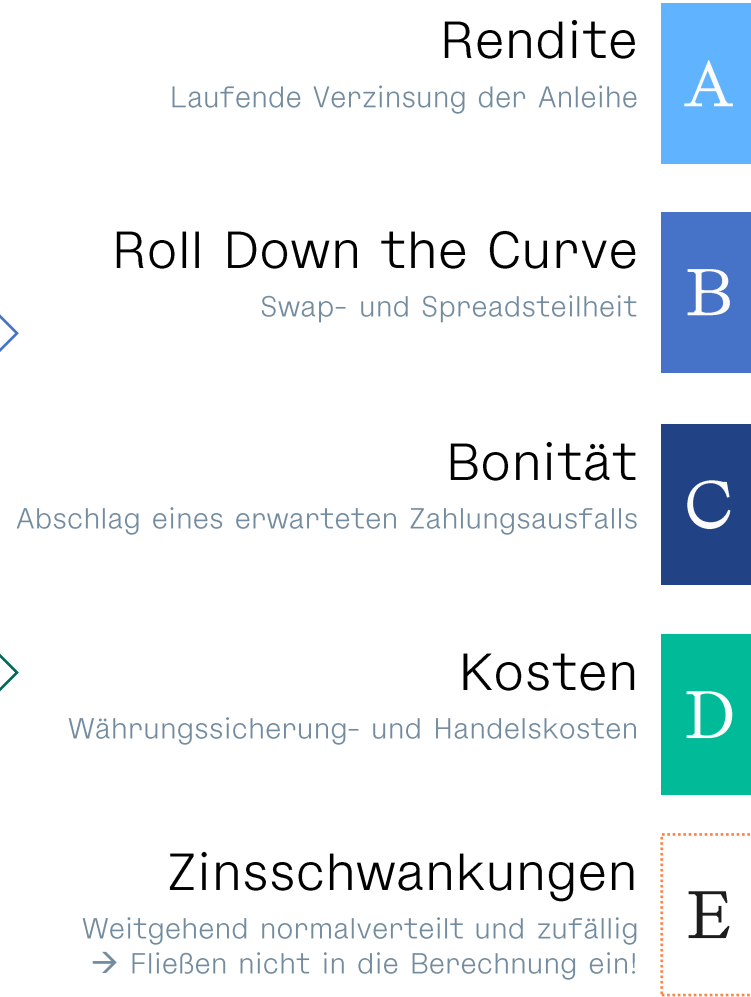 Rendite
Laufende Verzinsung der Anleihe
A
Roll Down the Curve
Swap- und Spreadsteilheit
B
Bonität
Abschlag eines erwarteten Zahlungsausfalls
C
Kosten
Währungssicherung- und Handelskosten
D
Zinsschwankungen
Weitgehend normalverteilt und zufällig
→ Fließen nicht in die Berechnung ein!
E